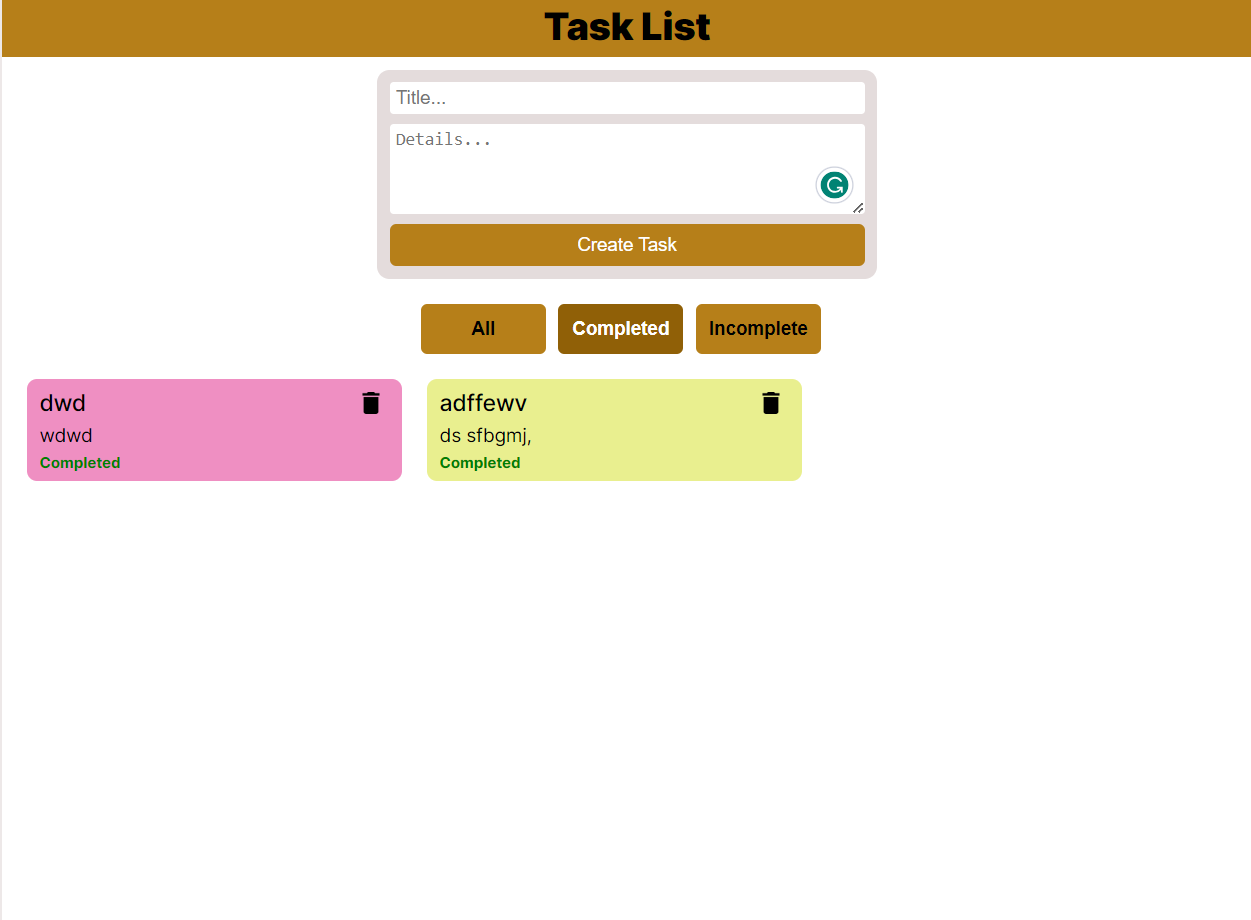 Task List
Title...
Details...
Create Task
All Completed Incomplete
dwd
wdwd
Completed
adffewv
ds sfbgmj,
Completed